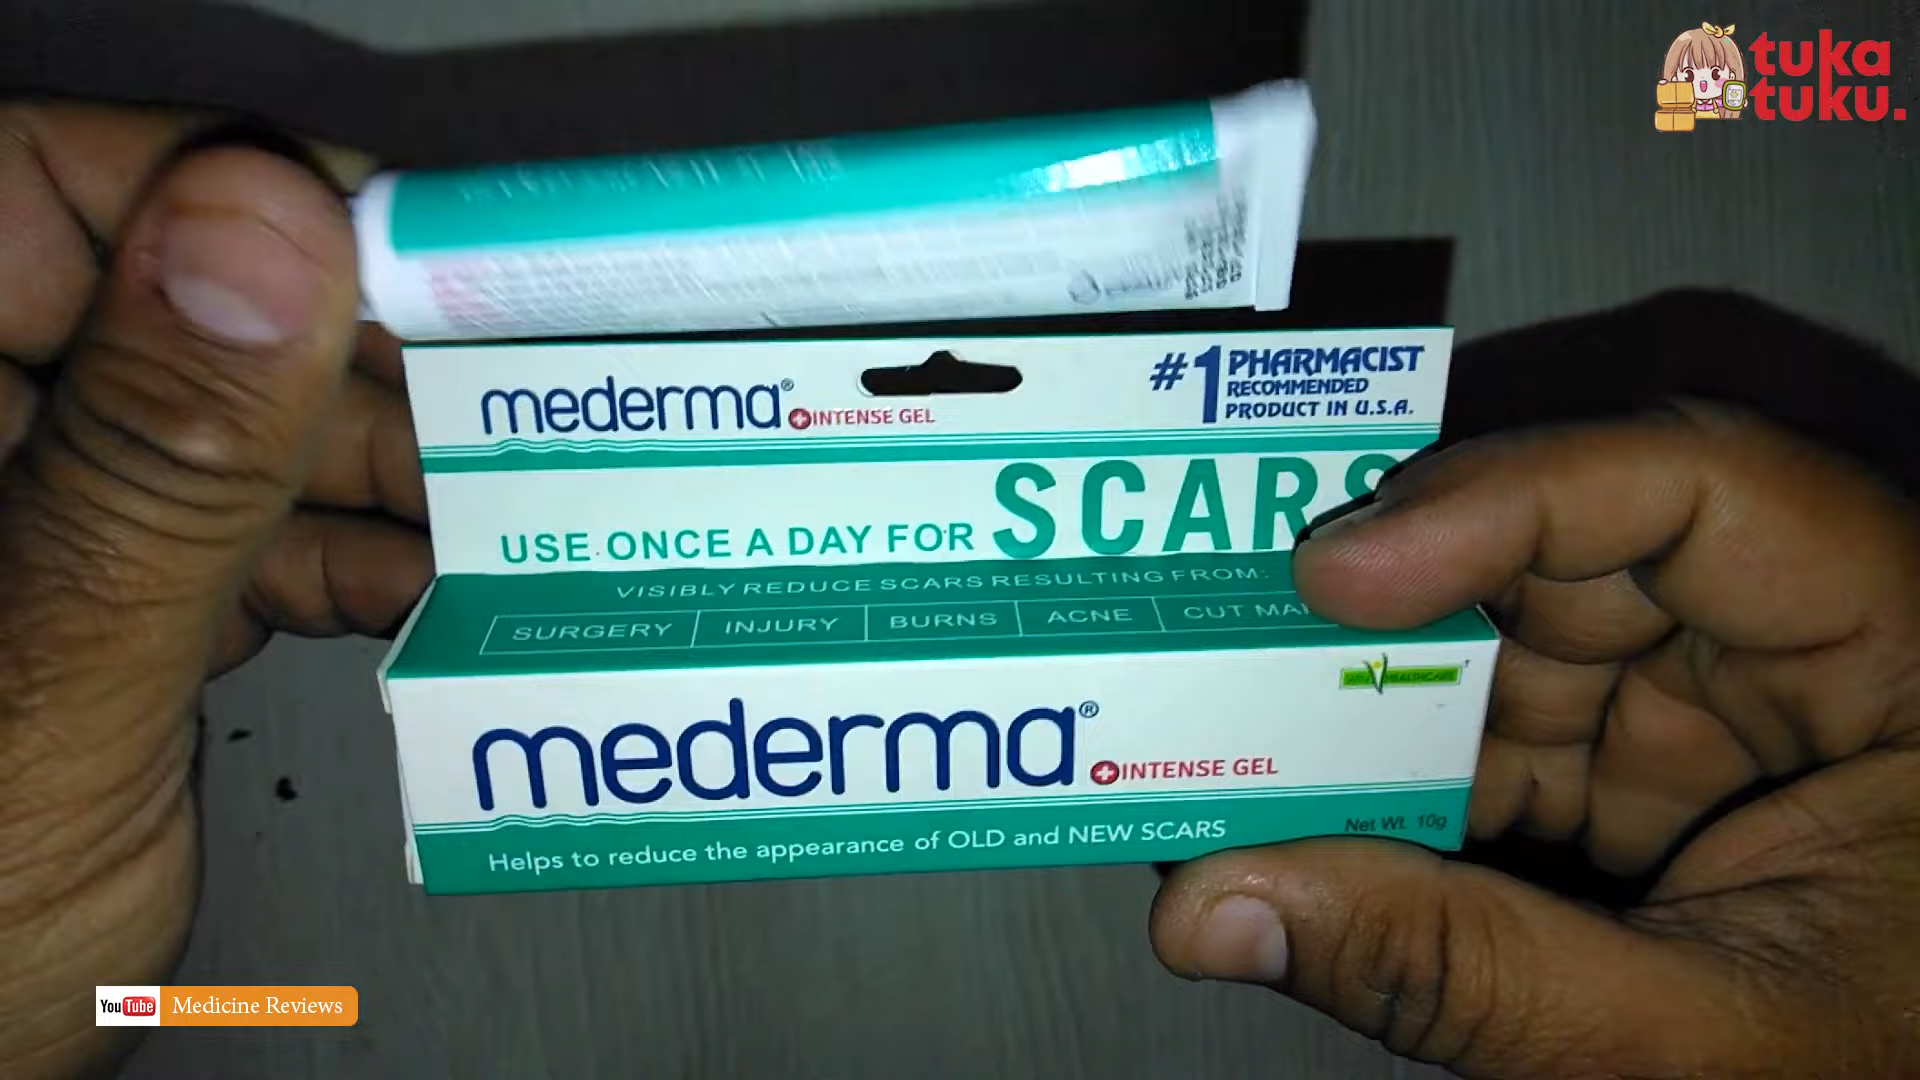 tuka
tuku.
mederma®
INTENSE GEL
#1 PHARMACIST
RECOMMENDED
PRODUCT IN U.S.A.
USE ONCE A DAY FOR SCARS
VISIBLY REDUCE SCARS RESULTING FROM:
SURGERY INJURY BURNS ACNE CUT
mederma®
INTENSE GEL
Helps to reduce the appearance of OLD and NEW SCARS
Net Wt. 10g
YouTube Medicine Reviews